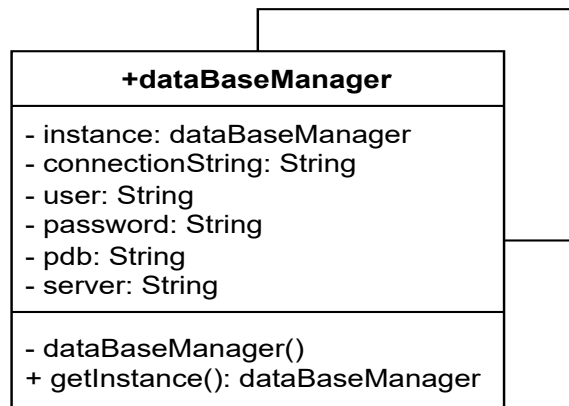 +dataBaseManager
- instance: dataBaseManager
- connectionString: String
- user: String
- password: String
- pdb: String
- server: String
- dataBaseManager()
+ getInstance(): dataBaseManager